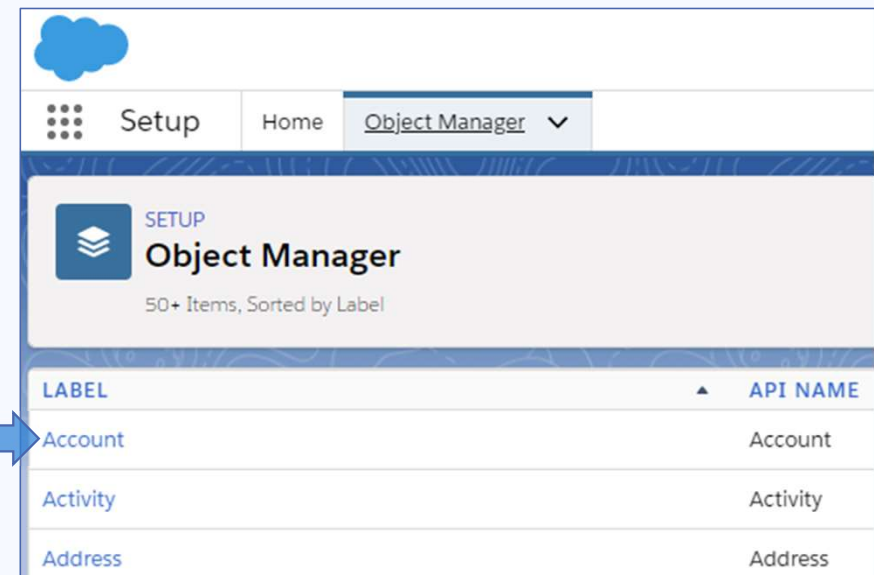 Setup Home Object Manager
SETUP
Object Manager
50+ Items, Sorted by Label
LABEL API NAME
Account Account
Activity Activity
Address Address